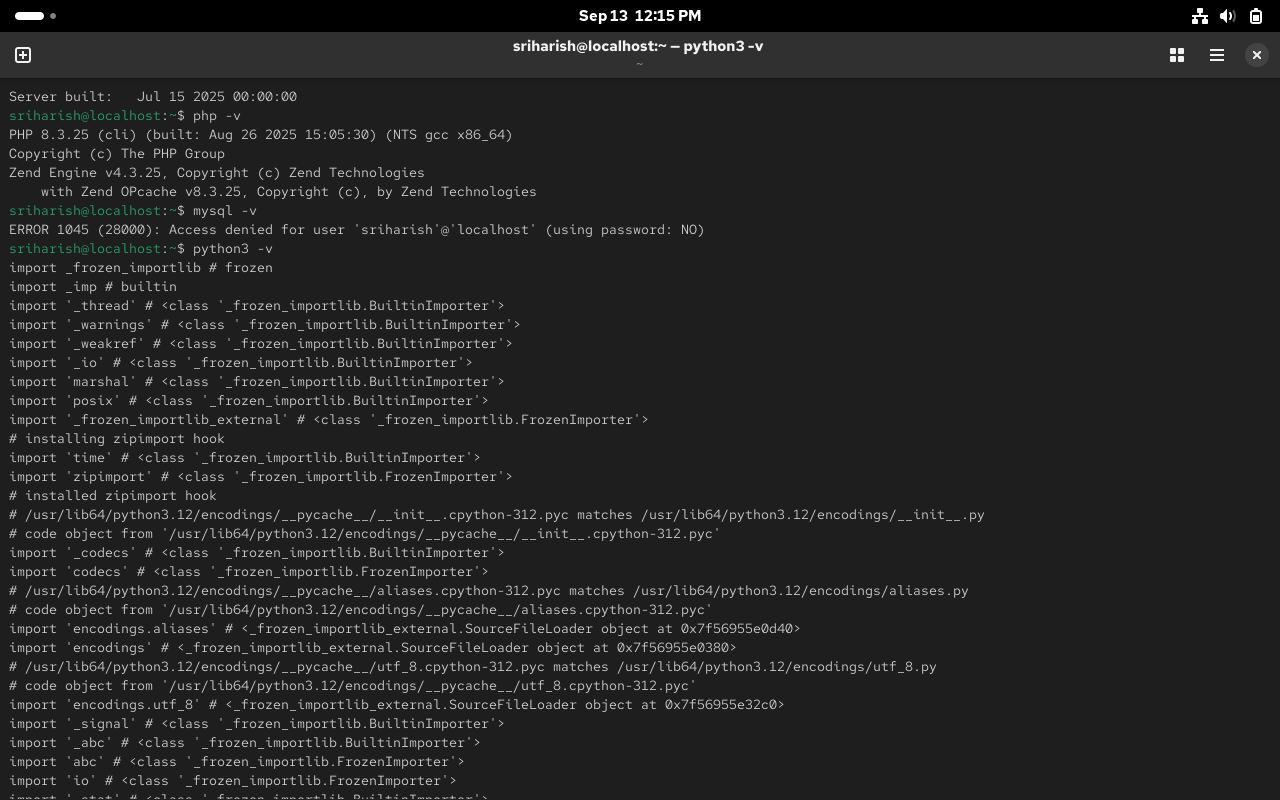 Sep 13 12:15 PM
sriharish@localhost:~ — python3 -v
~
Server built:   Jul 15 2025 00:00:00
sriharish@localhost:~$ php -v
PHP 8.3.25 (cli) (built: Aug 26 2025 15:05:30) (NTS gcc x86_64)
Copyright (c) The PHP Group
Zend Engine v4.3.25, Copyright (c) Zend Technologies
    with Zend OPcache v8.3.25, Copyright (c), by Zend Technologies
sriharish@localhost:~$ mysql -v
ERROR 1045 (28000): Access denied for user 'sriharish'@'localhost' (using password: NO)
sriharish@localhost:~$ python3 -v
import _frozen_importlib # frozen
import _imp # builtin
import '_thread' # <class '_frozen_importlib.BuiltinImporter'>
import '_warnings' # <class '_frozen_importlib.BuiltinImporter'>
import '_weakref' # <class '_frozen_importlib.BuiltinImporter'>
import '_io' # <class '_frozen_importlib.BuiltinImporter'>
import 'marshal' # <class '_frozen_importlib.BuiltinImporter'>
import 'posix' # <class '_frozen_importlib.BuiltinImporter'>
import '_frozen_importlib_external' # <class '_frozen_importlib.FrozenImporter'>
# installing zipimport hook
import 'time' # <class '_frozen_importlib.BuiltinImporter'>
import 'zipimport' # <class '_frozen_importlib.FrozenImporter'>
# installed zipimport hook
# /usr/lib64/python3.12/encodings/__pycache__/__init__.cpython-312.pyc matches /usr/lib64/python3.12/encodings/__init__.py
# code object from '/usr/lib64/python3.12/encodings/__pycache__/__init__.cpython-312.pyc'
import '_codecs' # <class '_frozen_importlib.BuiltinImporter'>
import 'codecs' # <class '_frozen_importlib.FrozenImporter'>
# /usr/lib64/python3.12/encodings/__pycache__/aliases.cpython-312.pyc matches /usr/lib64/python3.12/encodings/aliases.py
# code object from '/usr/lib64/python3.12/encodings/__pycache__/aliases.cpython-312.pyc'
import 'encodings.aliases' # <_frozen_importlib_external.SourceFileLoader object at 0x7f56955e0d40>
import 'encodings' # <_frozen_importlib_external.SourceFileLoader object at 0x7f56955e0380>
# /usr/lib64/python3.12/encodings/__pycache__/utf_8.cpython-312.pyc matches /usr/lib64/python3.12/encodings/utf_8.py
# code object from '/usr/lib64/python3.12/encodings/__pycache__/utf_8.cpython-312.pyc'
import 'encodings.utf_8' # <_frozen_importlib_external.SourceFileLoader object at 0x7f56955e32c0>
import '_signal' # <class '_frozen_importlib.BuiltinImporter'>
import '_abc' # <class '_frozen_importlib.BuiltinImporter'>
import 'abc' # <class '_frozen_importlib.FrozenImporter'>
import 'io' # <class '_frozen_importlib.FrozenImporter'>
import '_stat' # <class '_frozen_importlib.BuiltinImporter'>